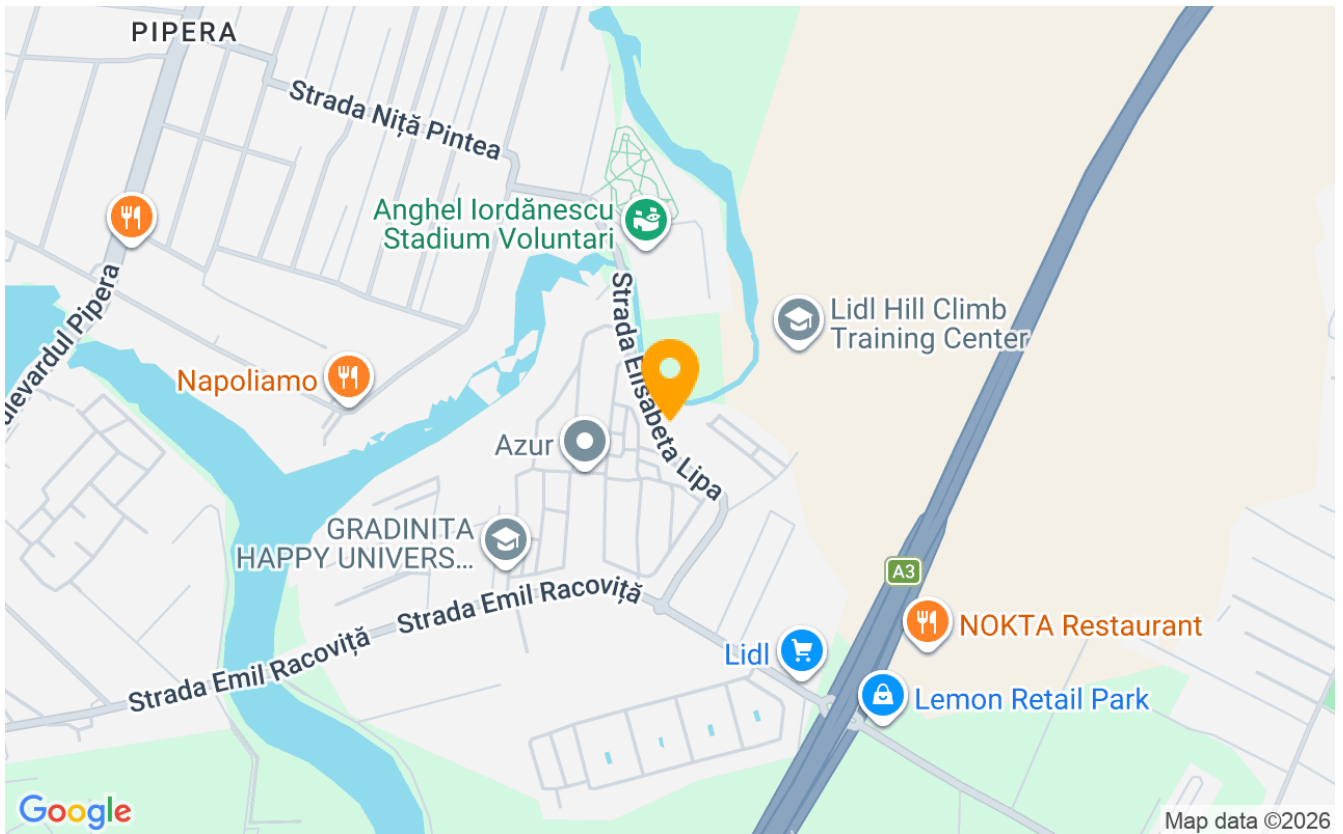 PIPERA
Strada Niță Pintea
Anghel Iordănescu
Stadium Voluntari
Bulevardul Pipera
Strada Elisabeta Lipa
Lidl Hill Climb
Training Center
Napoliamo
Azur
GRADINITA
HAPPY UNIVERS...
Strada Emil Racoviță
Strada Emil Racoviță
A3
NOKTA Restaurant
Lidl
Lemon Retail Park
Google
Map data ©2026